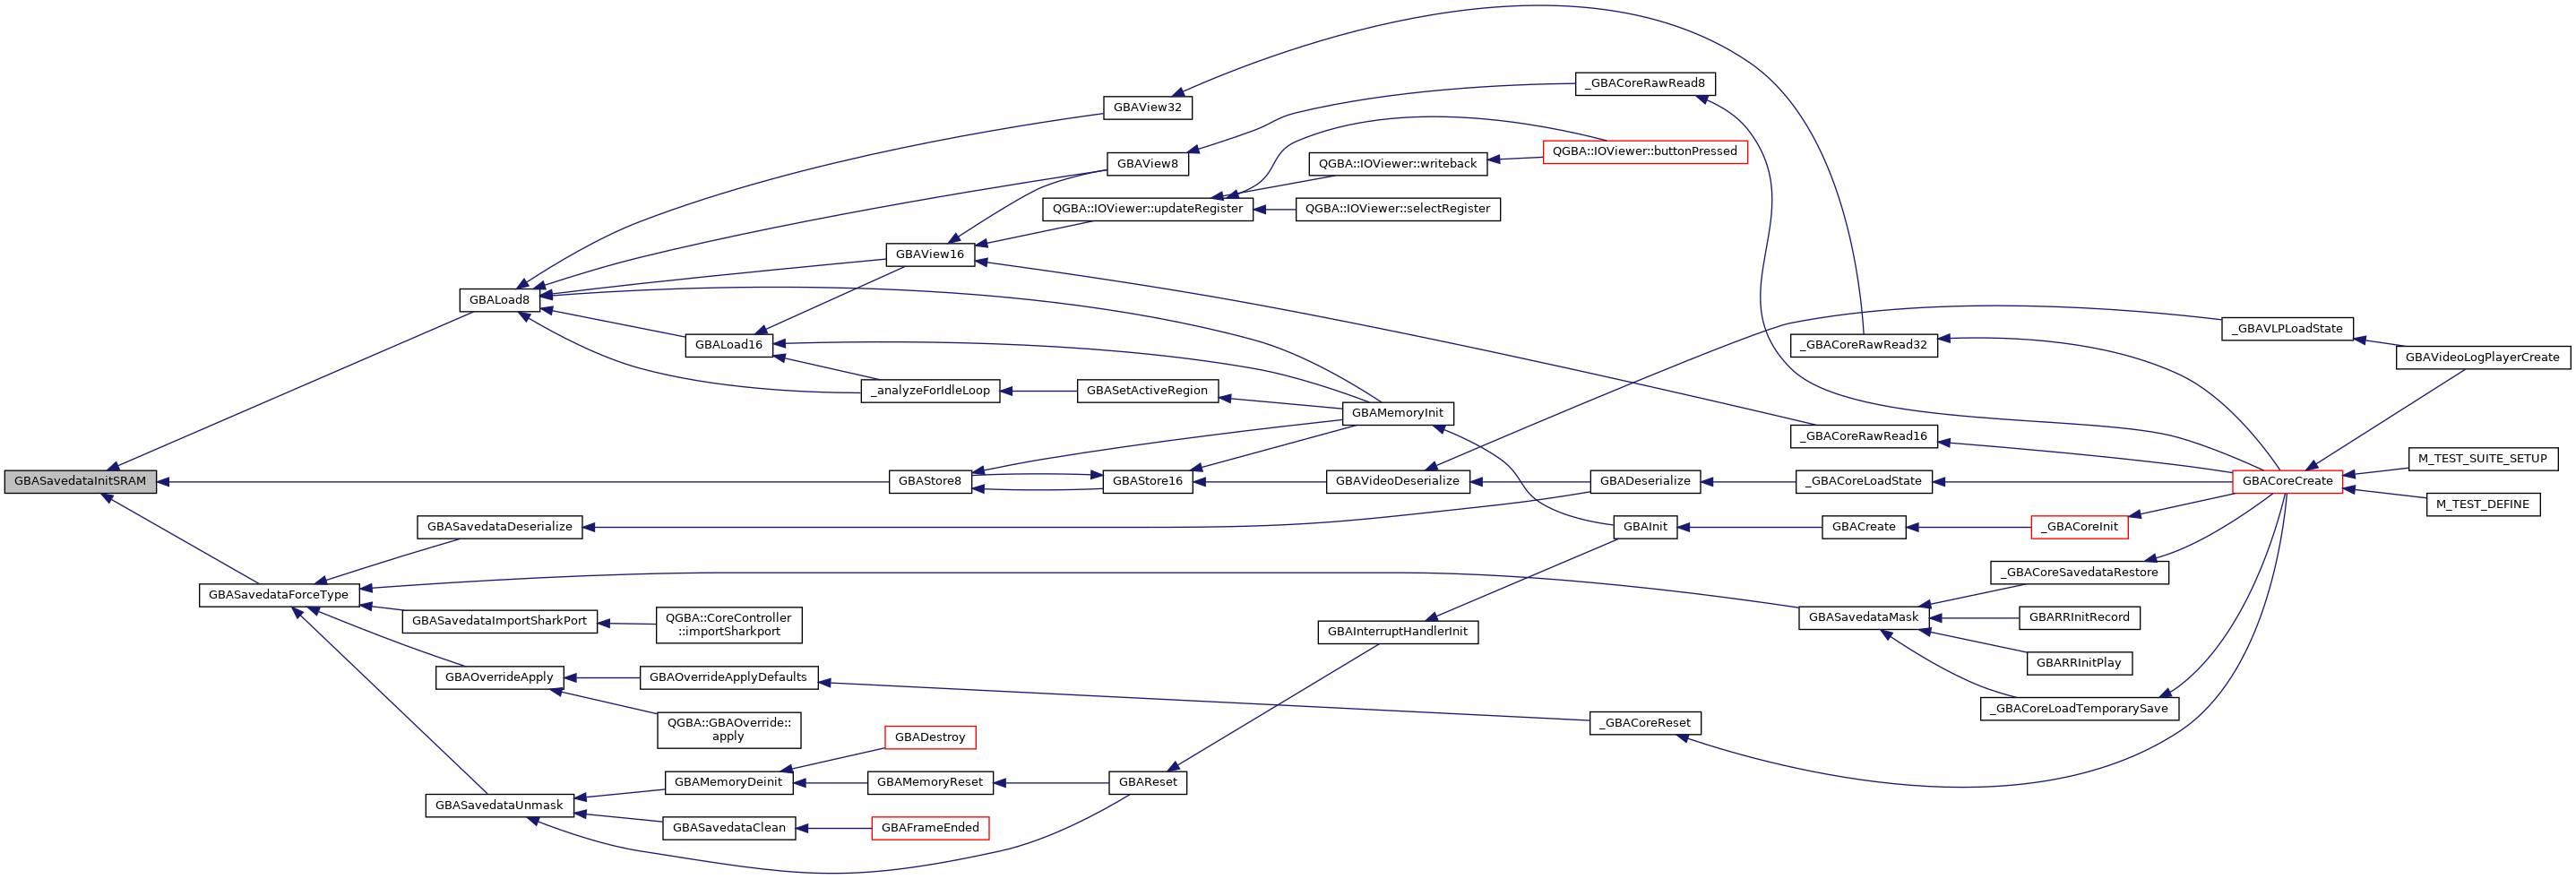 GBASavedataInitSRAM
GBALoad8
GBAView32
_GBACoreRawRead32
GBACoreCreate
GBAVideoLogPlayerCreate
M_TEST_SUITE_SETUP
M_TEST_DEFINE
GBAView8
_GBACoreRawRead8
GBAView16
QGBA::IOViewer::updateRegister
QGBA::IOViewer::writeback
QGBA::IOViewer::buttonPressed
QGBA::IOViewer::selectRegister
_GBACoreRawRead16
GBALoad16
_analyzeForIdleLoop
GBASetActiveRegion
GBAMemoryInit
GBAInit
GBACreate
_GBACoreInit
GBAStore8
GBAStore16
GBAVideoDeserialize
_GBAVLPLoadState
GBADeserialize
_GBACoreLoadState
GBASavedataForceType
GBASavedataDeserialize
GBASavedataMask
_GBACoreSavedataRestore
GBARRInitRecord
GBARRInitPlay
_GBACoreLoadTemporarySave
GBASavedataImportSharkPort
QGBA::CoreController
::importSharkport
GBAOverrideApply
GBAOverrideApplyDefaults
_GBACoreReset
QGBA::GBAOverride::
apply
GBASavedataUnmask
GBAMemoryDeinit
GBADestroy
GBAMemoryReset
GBAReset
GBAInterruptHandlerInit
GBASavedataClean
GBAFrameEnded